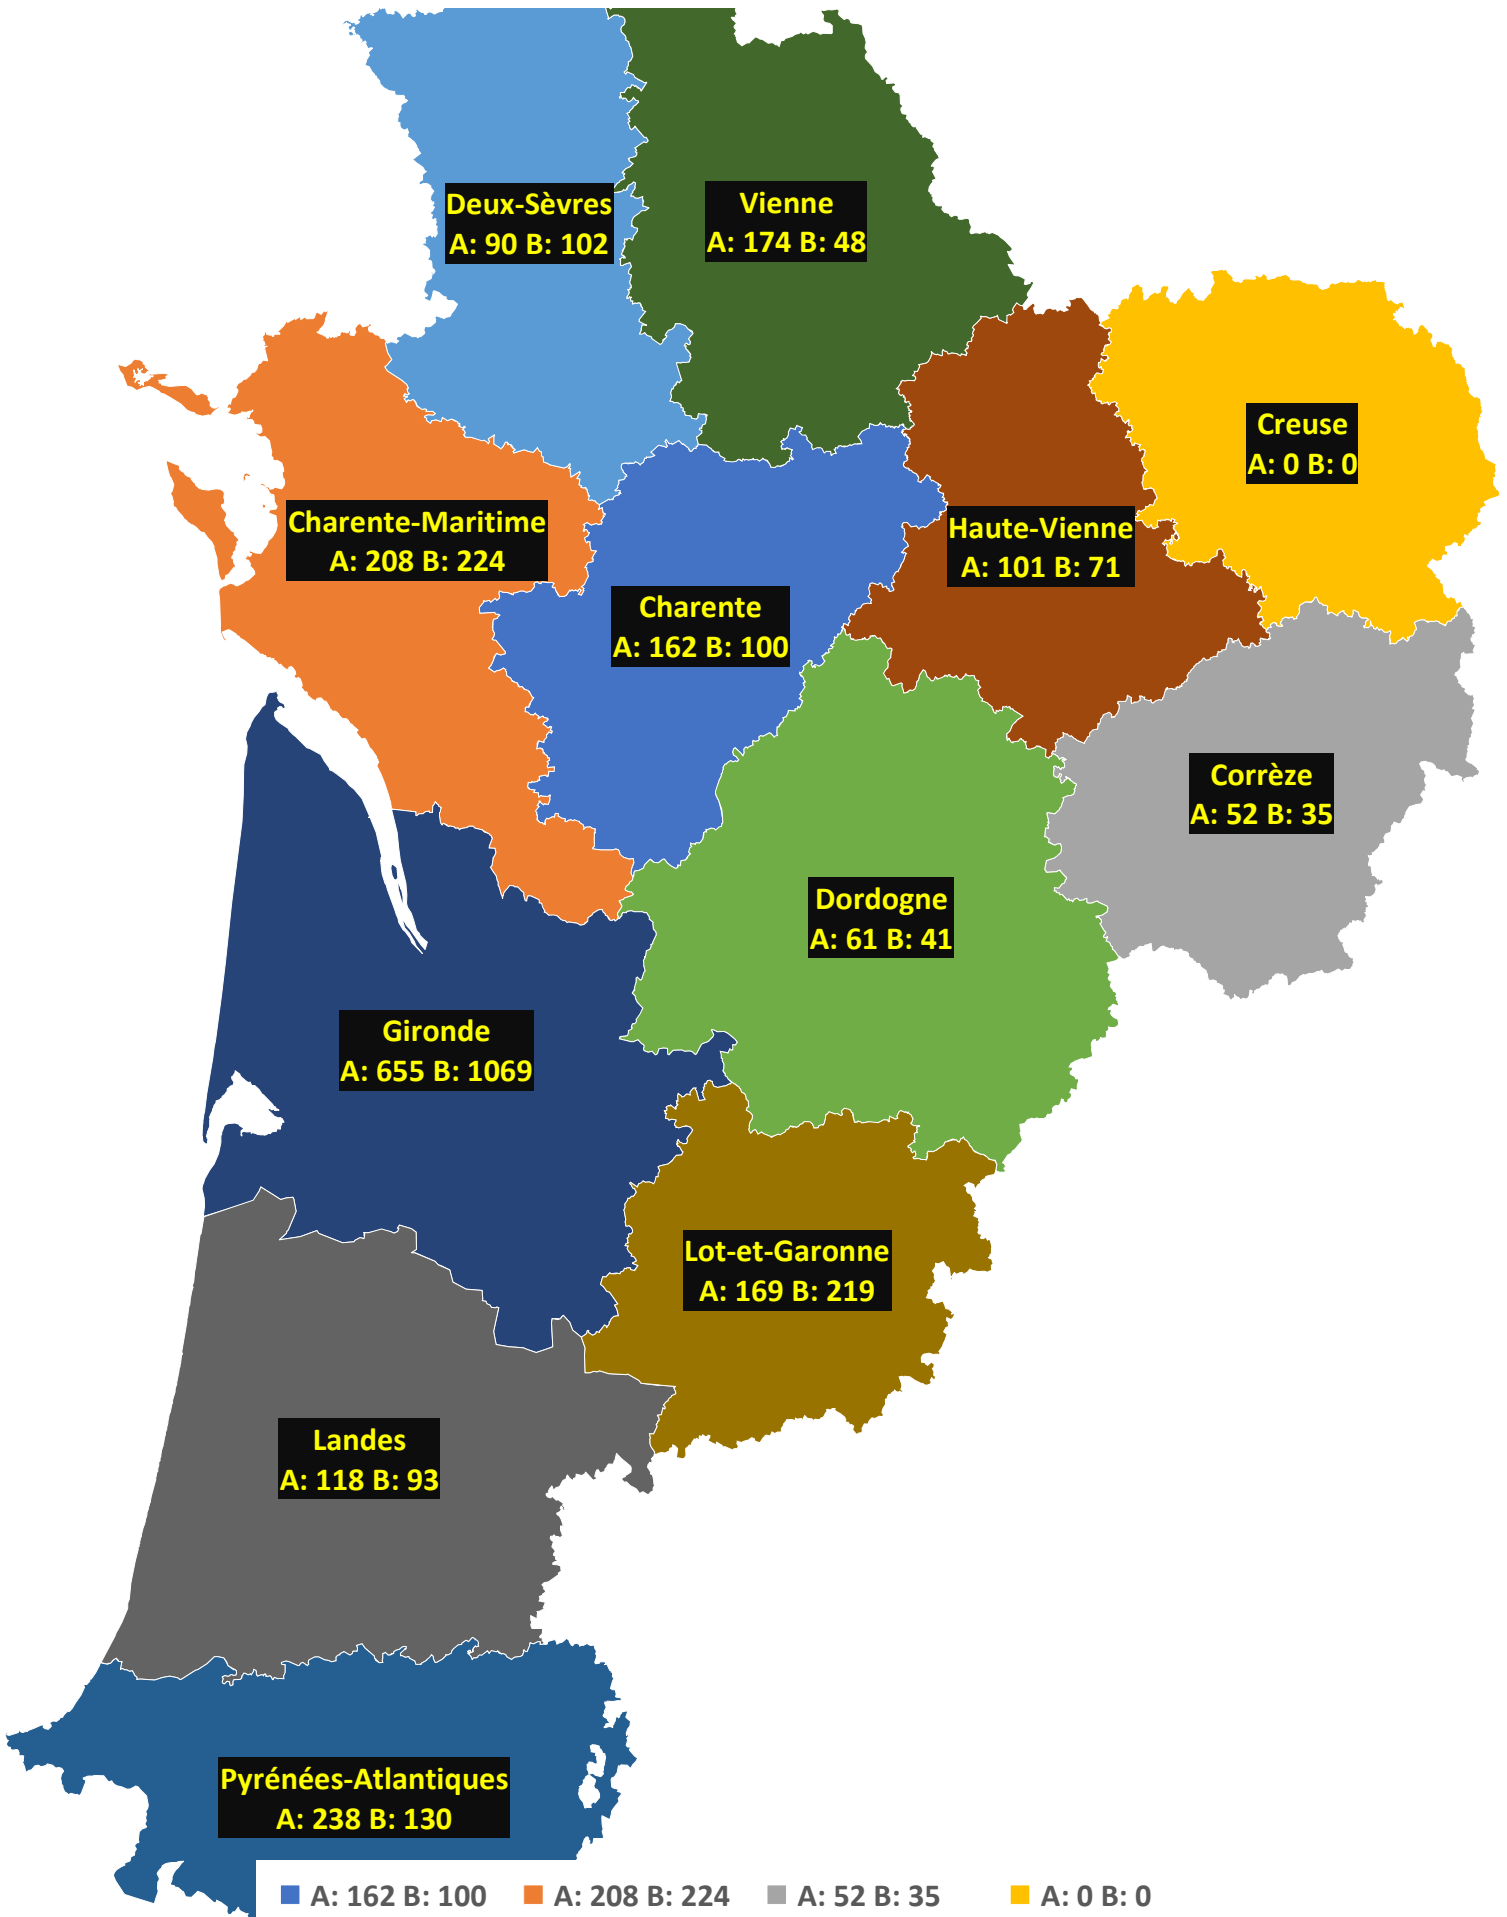 Deux-Sèvres
A: 90 B: 102
Vienne
A: 174 B: 48
Creuse
A: 0 B: 0
Charente-Maritime
A: 208 B: 224
Haute-Vienne
A: 101 B: 71
Charente
A: 162 B: 100
Corrèze
A: 52 B: 35
Dordogne
A: 61 B: 41
Gironde
A: 655 B: 1069
Lot-et-Garonne
A: 169 B: 219
Landes
A: 118 B: 93
Pyrénées-Atlantiques
A: 238 B: 130
A: 162 B: 100 A: 208 B: 224 A: 52 B: 35 A: 0 B: 0